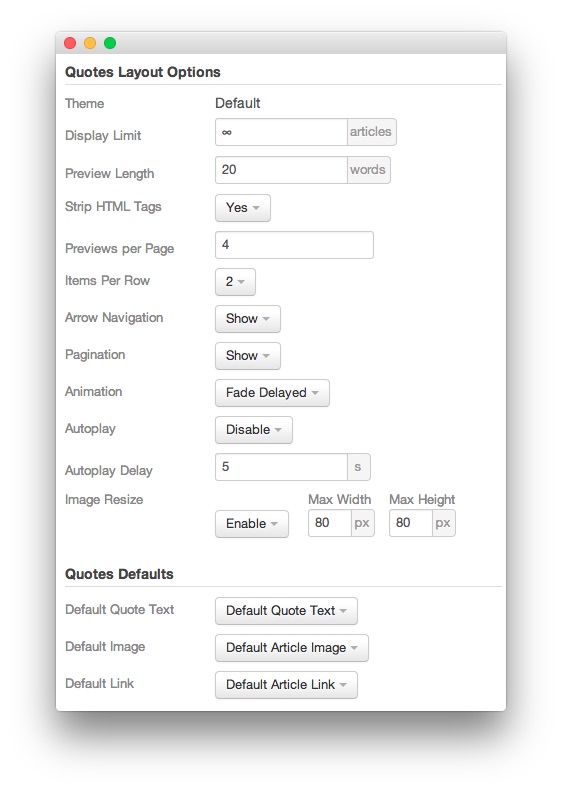 Quotes Layout Options
Theme Default
Display Limit ∞ articles
Preview Length 20 words
Strip HTML Tags Yes
Previews per Page 4
Items Per Row 2
Arrow Navigation Show
Pagination Show
Animation Fade Delayed
Autoplay Disable
Autoplay Delay 5 s
Image Resize Max Width Max Height
Enable 80 px 80 px
Quotes Defaults
Default Quote Text Default Quote Text
Default Image Default Article Image
Default Link Default Article Link